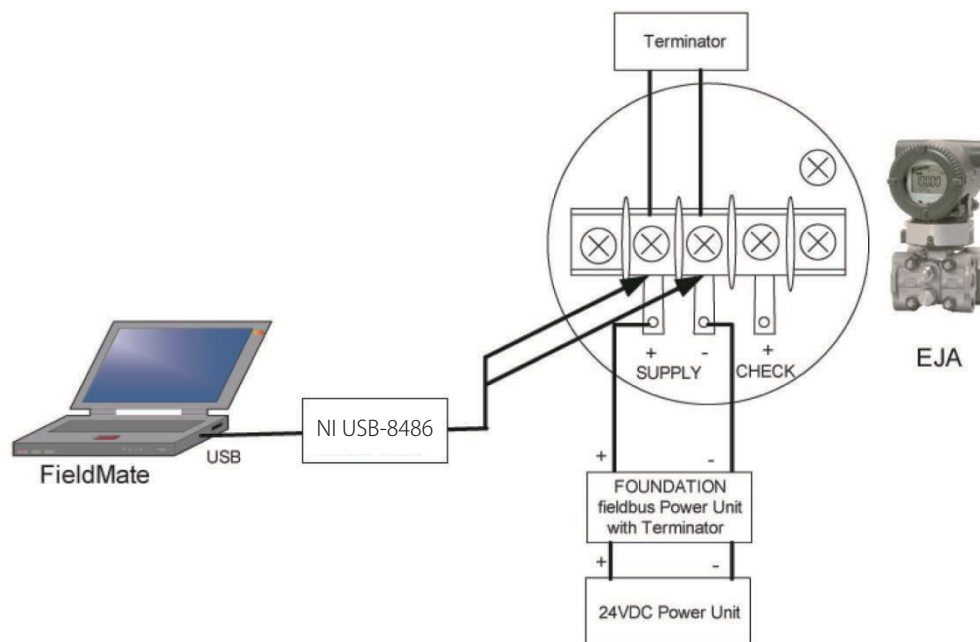 Terminator
EJA
+
-
+
SUPPLY
CHECK
NI USB-8486
USB
FieldMate
+
-
FOUNDATION
fieldbus Power Unit
with Terminator
+
-
24VDC Power Unit